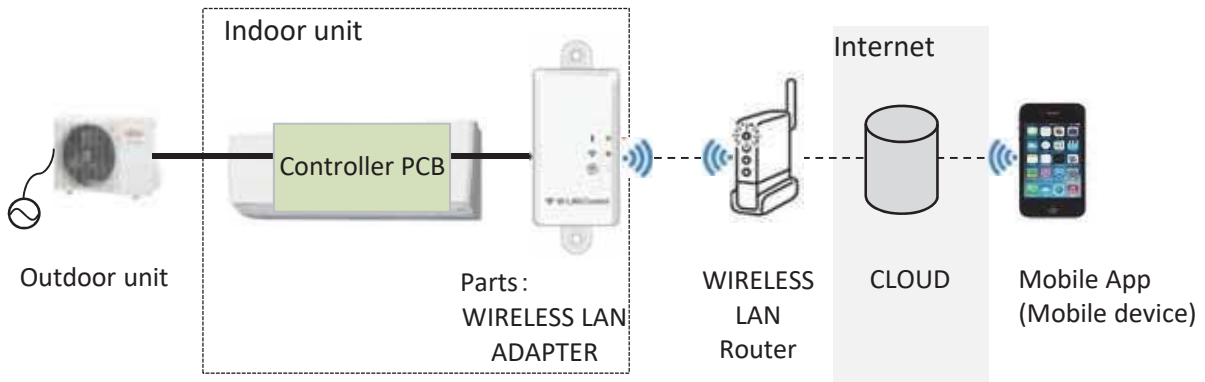 Indoor unit
Internet
Controller PCB
Outdoor unit
Parts:
WIRELESS LAN
ADAPTER
WIRELESS
LAN
Router
CLOUD
Mobile App
(Mobile device)